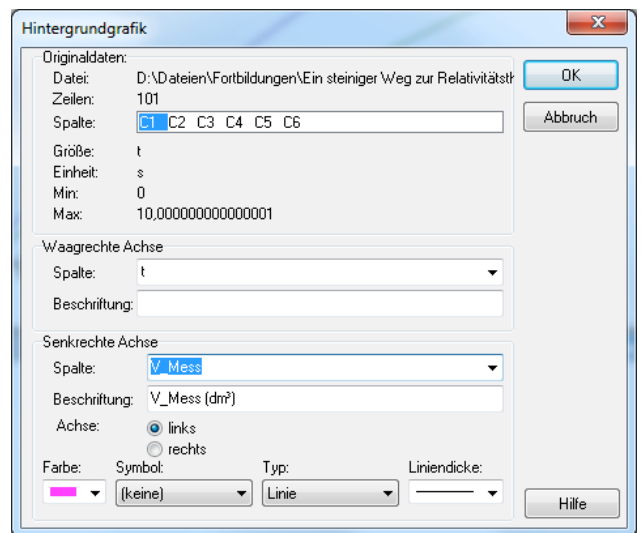 Hintergrundgrafik
Originaldaten:
Datei: D:\Dateien\Fortbildungen\Ein steiniger Weg zur Relativitätsth
Zeilen: 101
Spalte: C1 C2 C3 C4 C5 C6
Größe: t
Einheit: s
Min: 0
Max: 10,000000000000001
OK
Abbruch
Waagrechte Achse
Spalte: t
Beschriftung:
Senkrechte Achse
Spalte: V_Mess
Beschriftung: V_Mess (dm³)
Achse: links
rechts
Farbe: Symbol: Typ: Liniendicke:
(keine) Linie
Hilfe